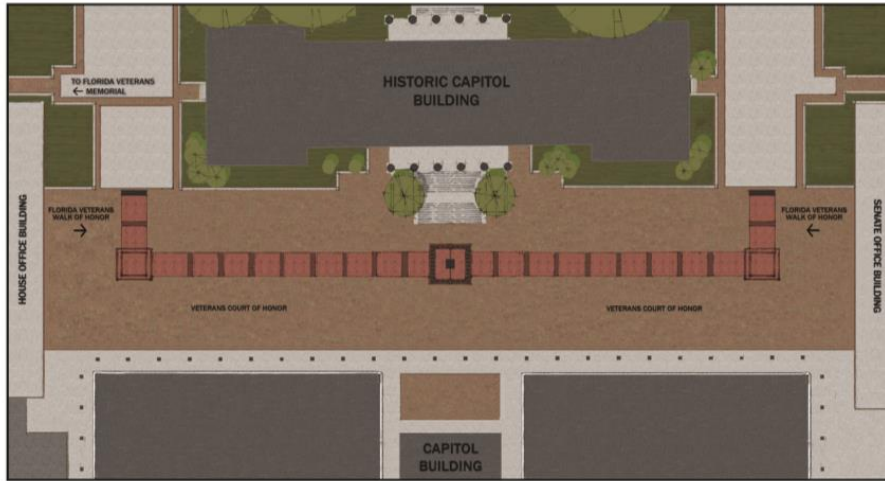 TO FLORIDA VETERANS
← MEMORIAL
HISTORIC CAPITOL
BUILDING
HOUSE OFFICE BUILDING
FLORIDA VETERANS
WALK OF HONOR
→
FLORIDA VETERANS
WALK OF HONOR
←
SENATE OFFICE BUILDING
VETERANS COURT OF HONOR
VETERANS COURT OF HONOR
CAPITOL
BUILDING